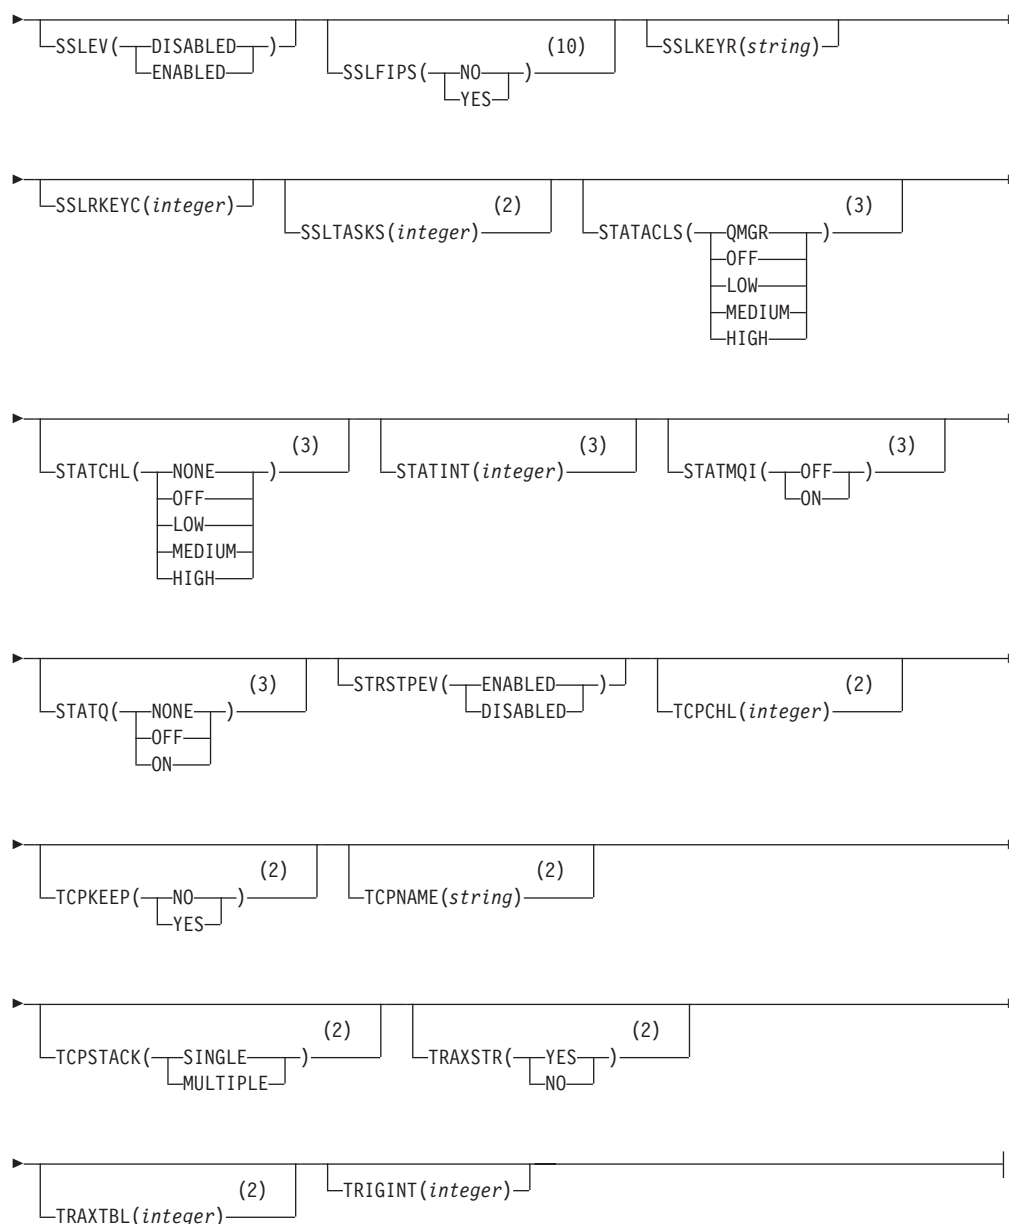 SSLEV( DISABLED )
ENABLED
SSLFIPS( NO ) (10)
YES
SSLKEYR(string)
SSLRKEYC(integer)
SSLTASKS(integer) (2)
STATACLS( QMGR ) (3)
OFF
LOW
MEDIUM
HIGH
STATCHL( NONE ) (3)
OFF
LOW
MEDIUM
HIGH
STATINT(integer) (3)
STATMQI( OFF ) (3)
ON
STATQ( NONE ) (3)
OFF
ON
STRSTPEV( ENABLED )
DISABLED
TCPCHL(integer) (2)
TCPKEEP( NO ) (2)
YES
TCPNAME(string) (2)
TCPSTACK( SINGLE ) (2)
MULTIPLE
TRAXSTR( YES ) (2)
NO
TRAXTBL(integer) (2)
TRIGINT(integer)